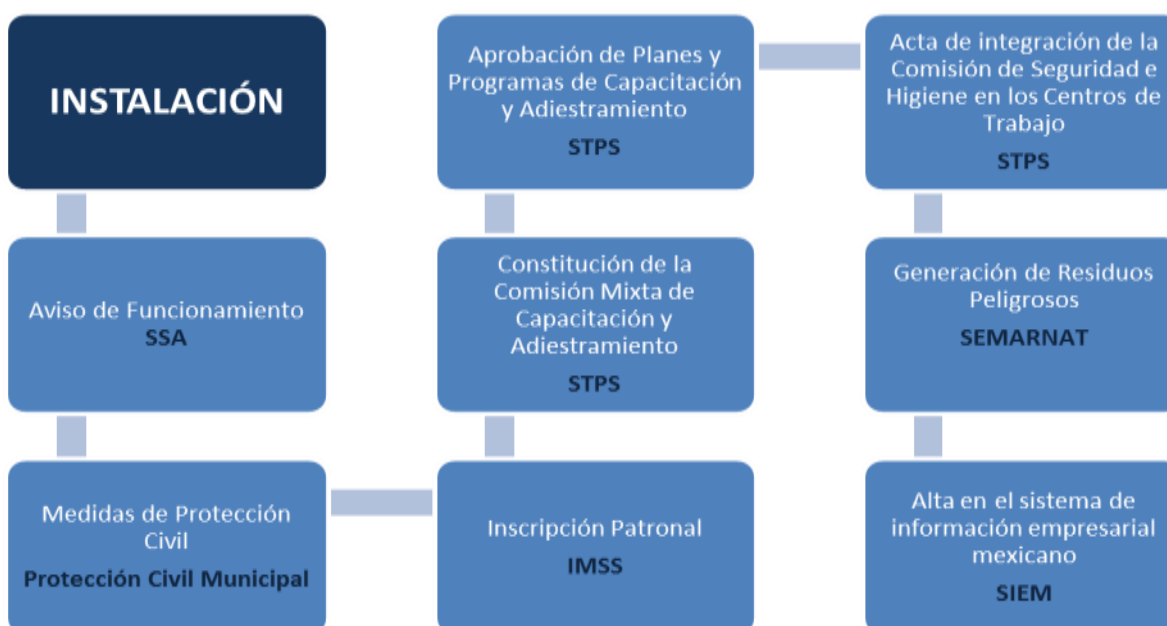 INSTALACIÓN
Aviso de Funcionamiento
SSA
Medidas de Protección
Civil
Protección Civil Municipal
Inscripción Patronal
IMSS
Constitución de la
Comisión Mixta de
Capacitación y
Adiestramiento
STPS
Aprobación de Planes y
Programas de Capacitación
y Adiestramiento
STPS
Acta de integración de la
Comisión de Seguridad e
Higiene en los Centros de
Trabajo
STPS
Generación de Residuos
Peligrosos
SEMARNAT
Alta en el sistema de
información empresarial
mexicano
SIEM